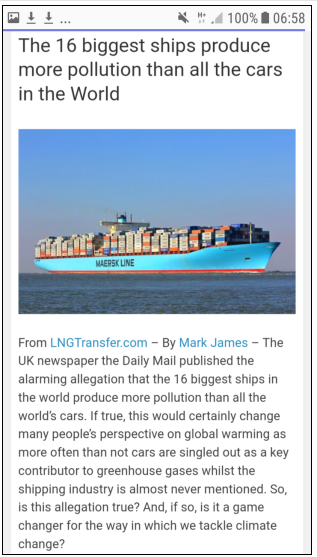 ... 100% 06:58
The 16 biggest ships produce
more pollution than all the cars
in the World
MAERSK LINE
From LNGTransfer.com – By Mark James – The
UK newspaper the Daily Mail published the
alarming allegation that the 16 biggest ships in
the world produce more pollution than all the
world's cars. If true, this would certainly change
many people's perspective on global warming as
more often than not cars are singled out as a key
contributor to greenhouse gases whilst the
shipping industry is almost never mentioned. So,
is this allegation true? And, if so, is it a game
changer for the way in which we tackle climate
change?